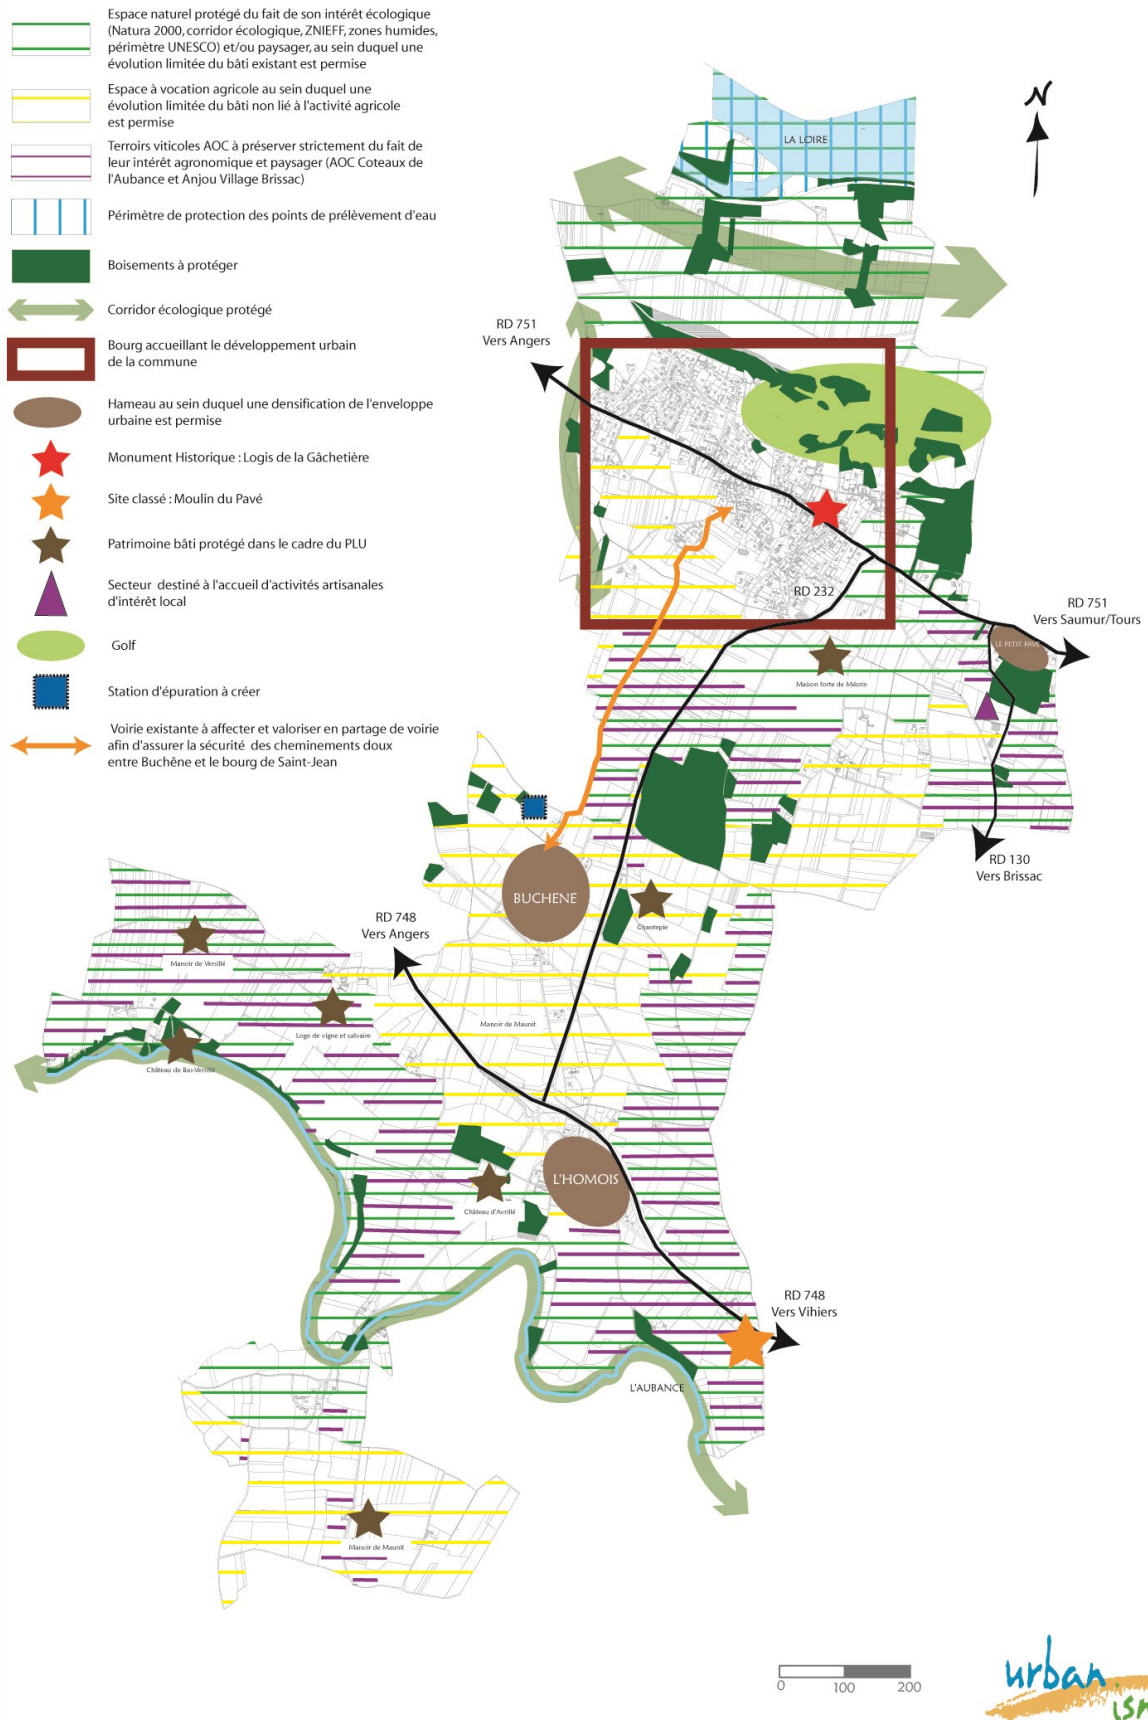 Espace naturel protégé du fait de son intérêt écologique
(Natura 2000, corridor écologique, ZNIEFF, zones humides,
périmètre UNESCO) et/ou paysager, au sein duquel une
évolution limitée du bâti existant est permise
Espace à vocation agricole au sein duquel une
évolution limitée du bâti non lié à l'activité agricole
est permise
Terroirs viticoles AOC à préserver strictement du fait de
leur intérêt agronomique et paysager (AOC Coteaux de
l'Aubance et Anjou Village Brissac)
Périmètre de protection des points de prélèvement d'eau
Boisements à protéger
Corridor écologique protégé
Bourg accueillant le développement urbain
de la commune
Hameau au sein duquel une densification de l'enveloppe
urbaine est permise
Monument Historique : Logis de la Gâchetière
Site classé : Moulin du Pavé
Patrimoine bâti protégé dans le cadre du PLU
Secteur destiné à l'accueil d'activités artisanales
d'intérêt local
Golf
Station d'épuration à créer
Voirie existante à affecter et valoriser en partage de voirie
afin d'assurer la sécurité des cheminements doux
entre Buchêne et le bourg de Saint-Jean
N
LA LOIRE
RD 751
Vers Angers
RD 232
RD 751
Vers Saumur/Tours
LE PETIT PAVÉ
Maison forte de Mécrin
RD 130
Vers Brissac
BUCHENE
Chantepie
RD 748
Vers Angers
Manoir de Versillé
Loge de vigne et calvaire
Manoir de Maunit
Château de Bas-Versillé
L'HOMOIS
Château d'Avrillé
RD 748
Vers Vihiers
L'AUBANCE
Manoir de Maunit
0 100 200
urban
ism